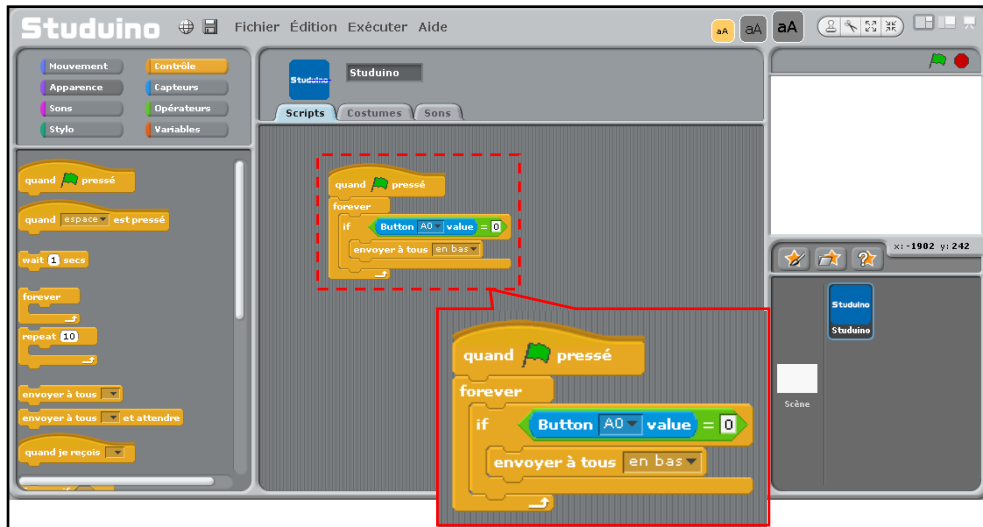 Studuino Fichier Édition Exécuter Aide aA aA aA
Mouvement Contrôle
Apparence Capteurs
Sons Opérateurs
Stylo Variables
quand pressé
quand espace est pressé
wait 1 secs
forever
repeat 10
envoyer à tous
envoyer à tous et attendre
quand je reçois
Studuino
Studuino
Scripts Costumes Sons
quand pressé
forever
if Button A0 value = 0
envoyer à tous en bas
quand pressé
forever
if Button A0 value = 0
envoyer à tous en bas
x: -1902 y: 242
Studuino
Studuino
Scène